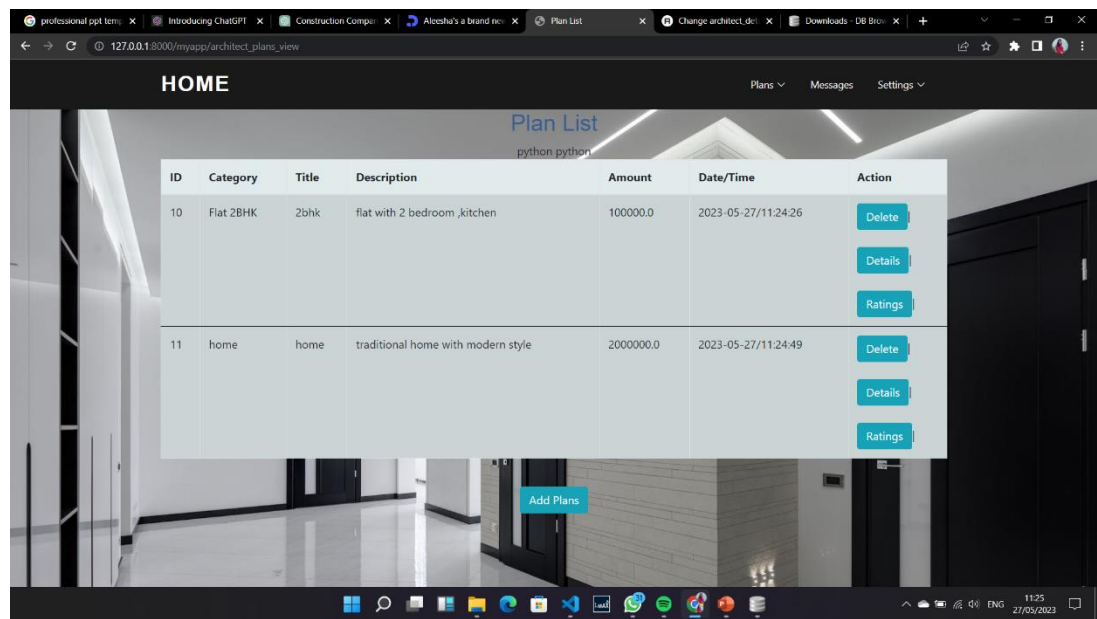 professional ppt temp Introducing ChatGPT Construction Compan Aleesha's a brand new Plan List Change architect_det Downloads - DB Brow
127.0.0.1:8000/myapp/architect_plans_view
HOME Plans Messages Settings
Plan List
python python
ID Category Title Description Amount Date/Time Action
10 Flat 2BHK 2bhk flat with 2 bedroom ,kitchen 100000.0 2023-05-27/11:24:26 Delete |
Details |
Ratings |
11 home home traditional home with modern style 2000000.0 2023-05-27/11:24:49 Delete |
Details |
Ratings |
Add Plans
31 ENG 11:25
27/05/2023